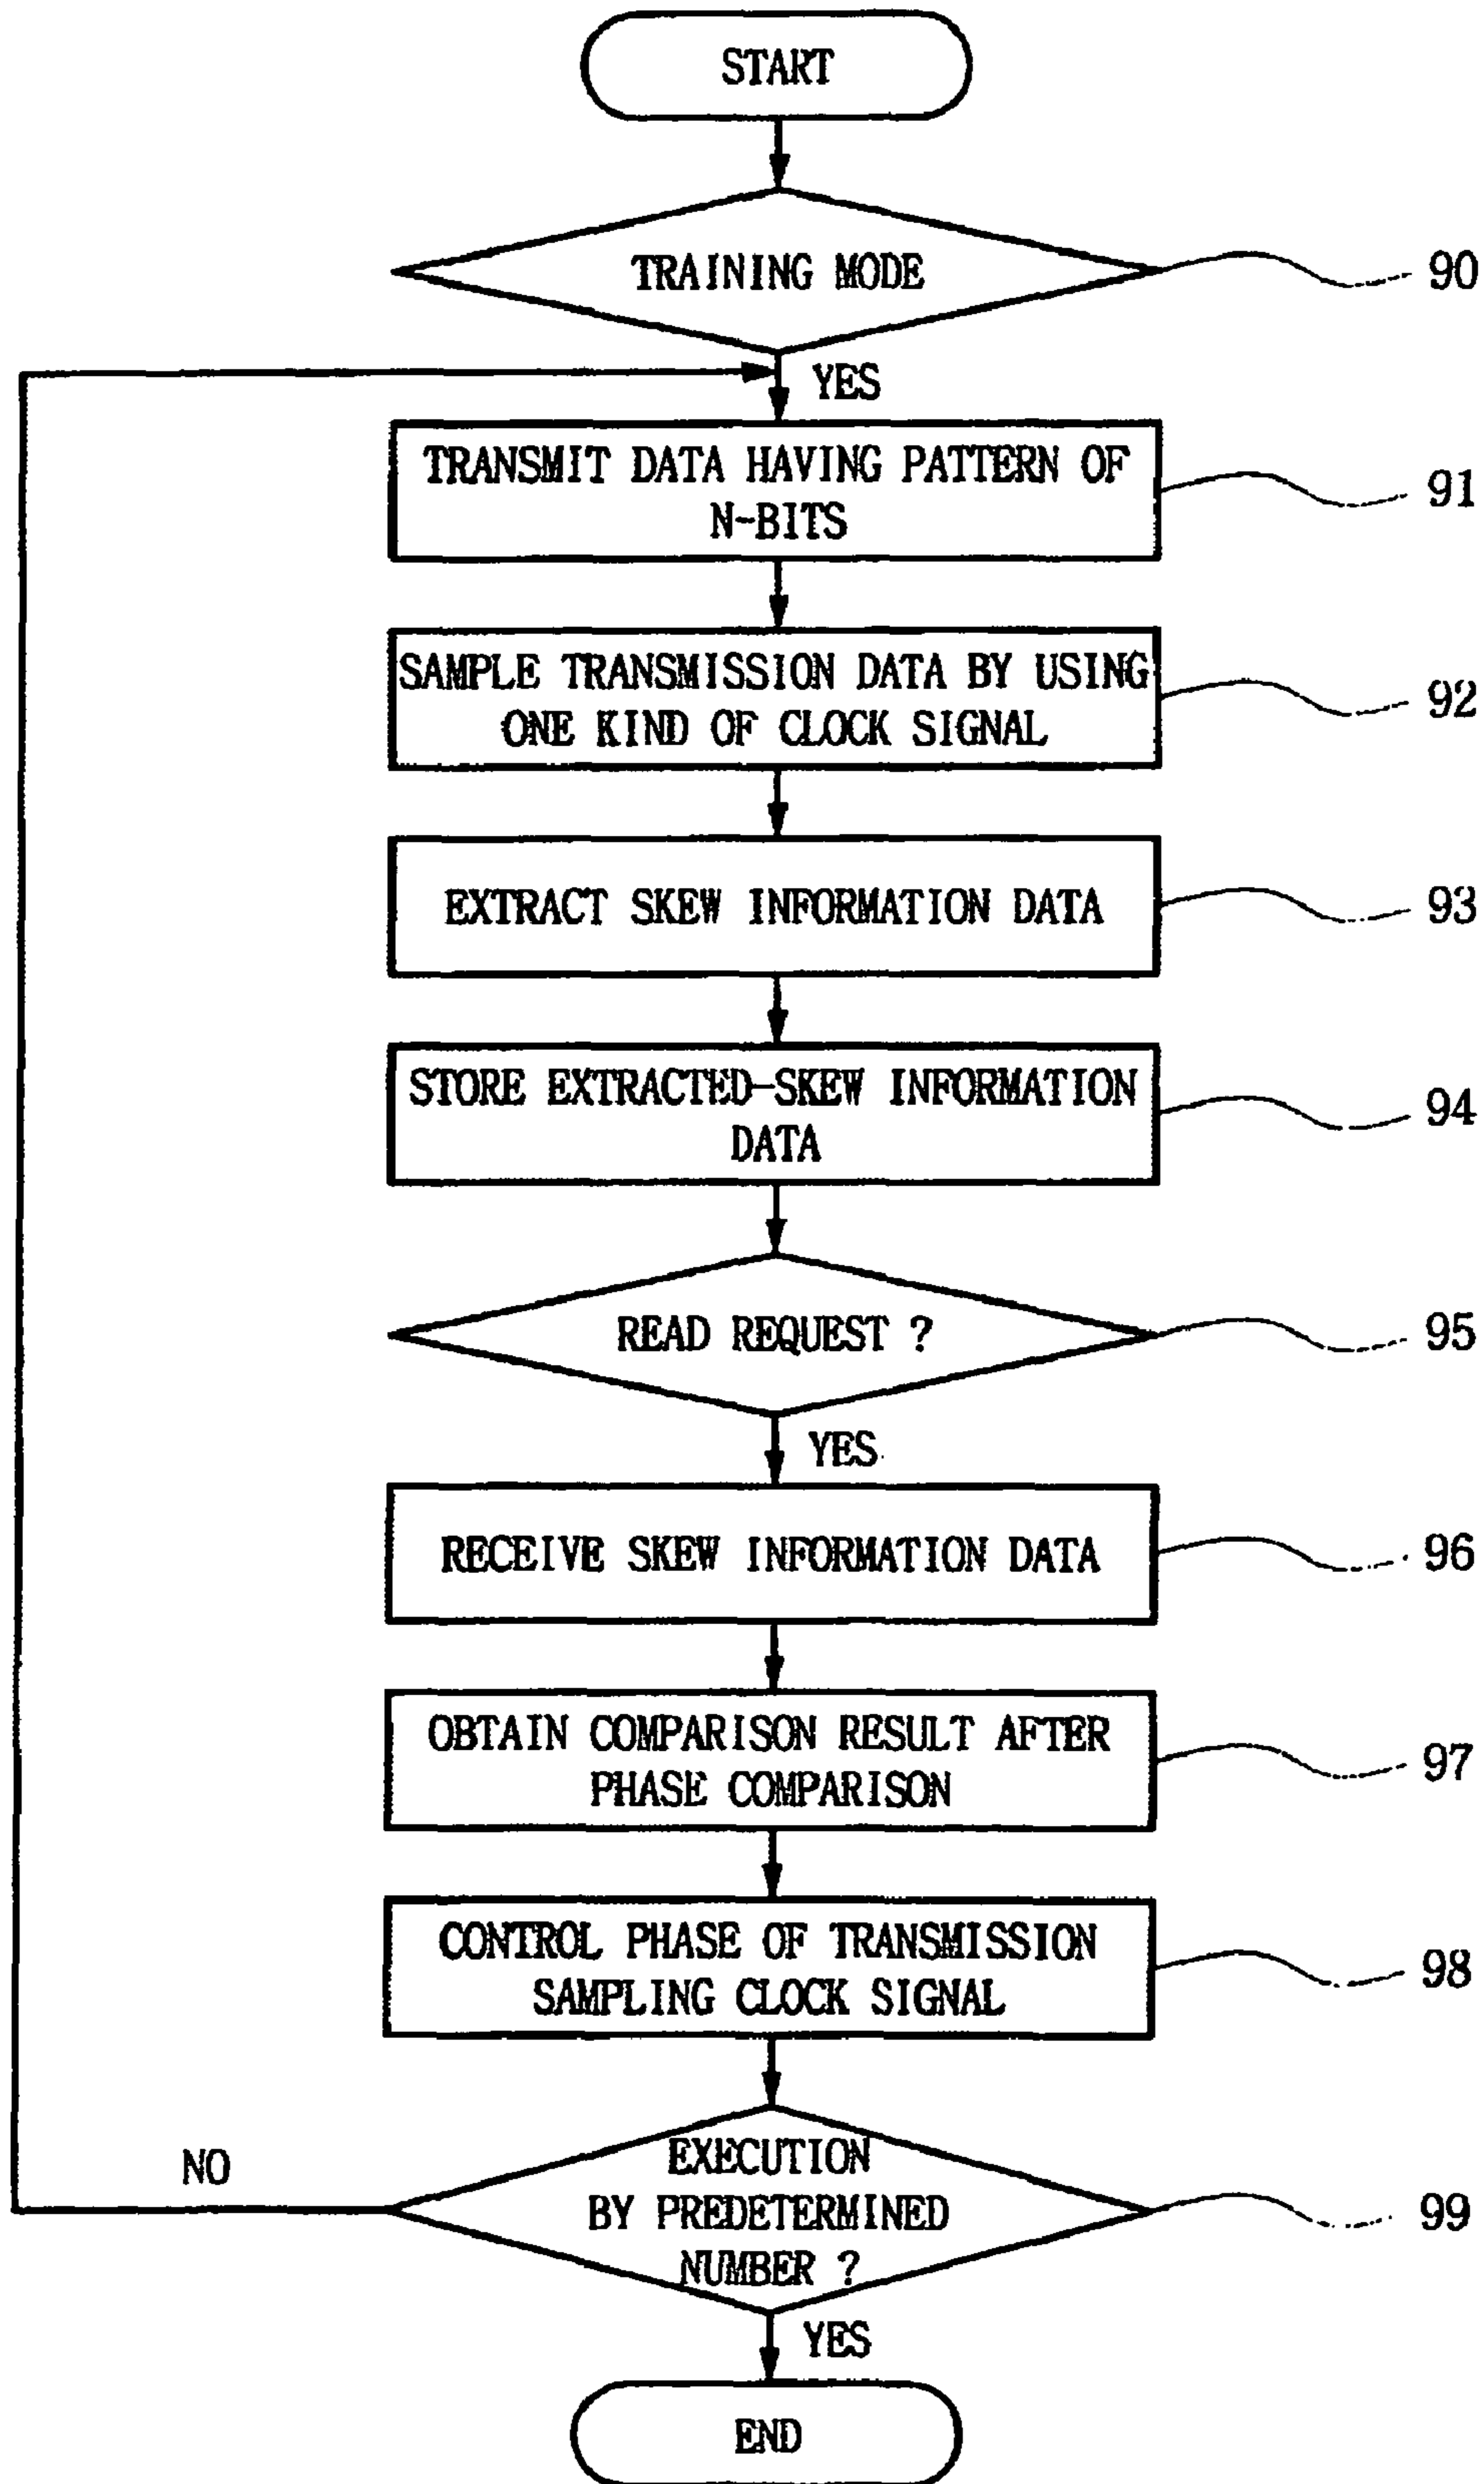 START
TRAINING MODE
90
YES
TRANSMIT DATA HAVING PATTERN OF
N-BITS
91
SAMPLE TRANSMISSION DATA BY USING
ONE KIND OF CLOCK SIGNAL
92
EXTRACT SKEW INFORMATION DATA
93
STORE EXTRACTED-SKEW INFORMATION
DATA
94
READ REQUEST ?
95
YES
RECEIVE SKEW INFORMATION DATA
96
OBTAIN COMPARISON RESULT AFTER
PHASE COMPARISON
97
CONTROL PHASE OF TRANSMISSION
SAMPLING CLOCK SIGNAL
98
NO
EXECUTION
BY PREDETERMINED
NUMBER ?
99
YES
END